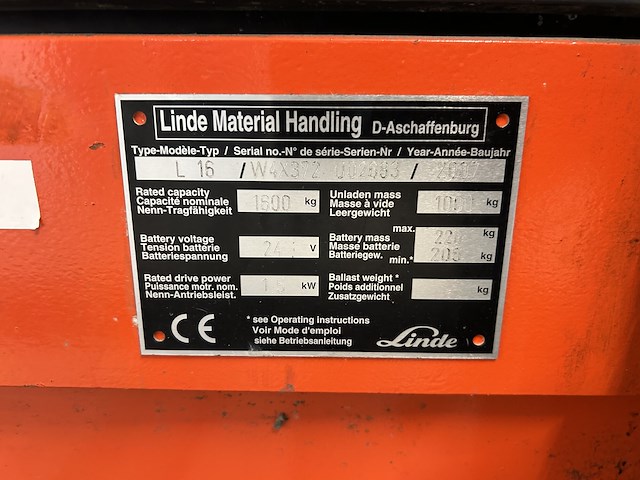 Linde Material Handling D-Aschaffenburg
Type-Modèle-Typ / Serial no.-N° de série-Serien-Nr / Year-Année-Baujahr
L 16 / /
Rated capacity
Capacité nominale
Nenn-Tragfähigkeit
1600 kg
Unladen mass
Masse à vide
Leergewicht
kg
Battery voltage
Tension batterie
Batteriespannung
V
max.
Battery mass
Masse batterie
Batteriegew. min.*
kg
kg
Rated drive power
Puissance motr. nom.
Nenn-Antriebsleist.
kW
Ballast weight *
Poids additionnel
Zusatzgewicht
kg
CE
* see Operating instructions
Voir Mode d'emploi
siehe Betriebsanleitung
Linde